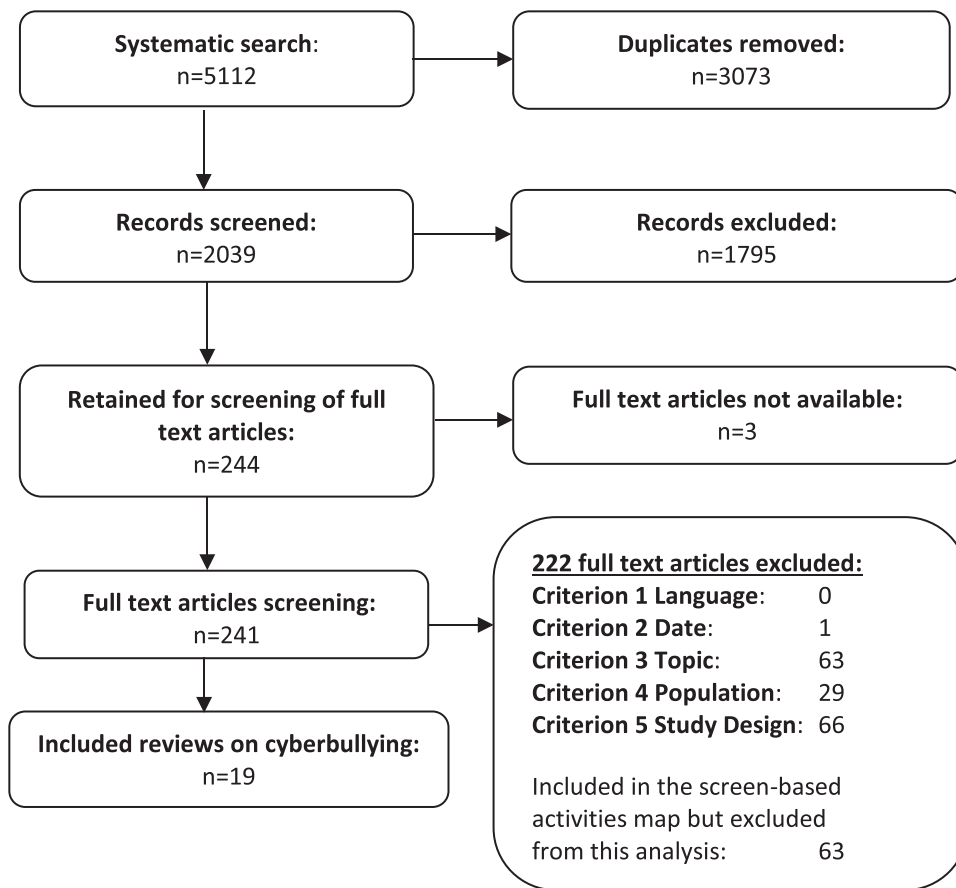 Systematic search:
n=5112
Duplicates removed:
n=3073
Records screened:
n=2039
Records excluded:
n=1795
Retained for screening of full
text articles:
n=244
Full text articles not available:
n=3
Full text articles screening:
n=241
222 full text articles excluded:
Criterion 1 Language: 0
Criterion 2 Date: 1
Criterion 3 Topic: 63
Criterion 4 Population: 29
Criterion 5 Study Design: 66
Included in the screen-based
activities map but excluded
from this analysis: 63
Included reviews on cyberbullying:
n=19